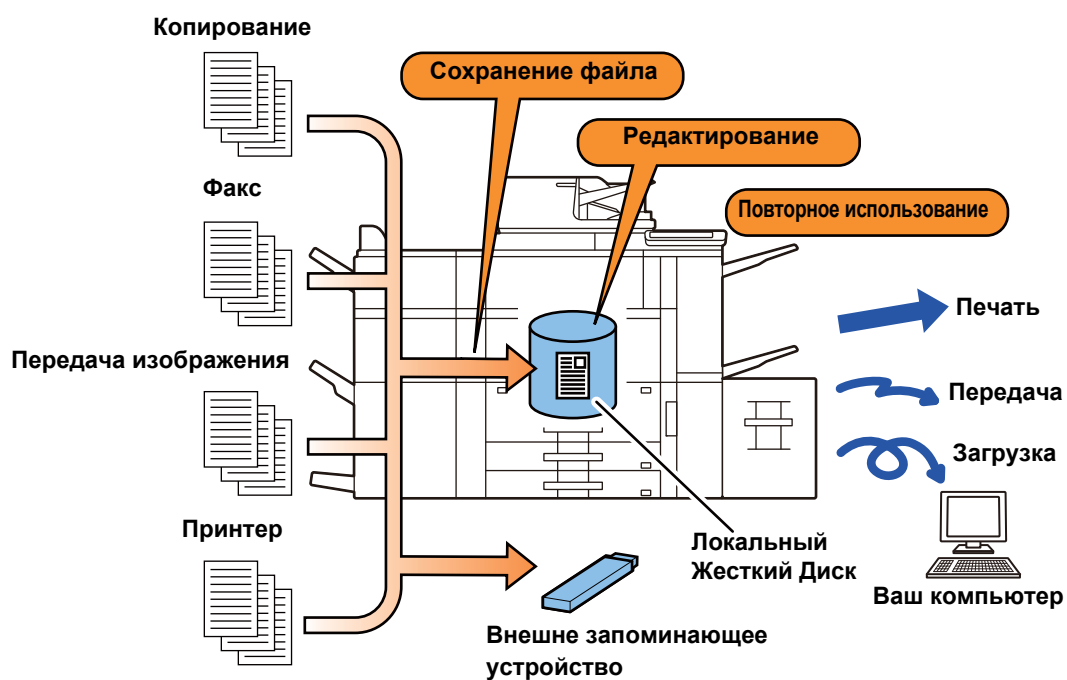 Копирование
Сохранение файла
Редактирование
Факс
Повторное использование
Печать
Передача изображения
Передача
Загрузка
Принтер
Локальный
Жесткий Диск
Ваш компьютер
Внешне запоминающее
устройство